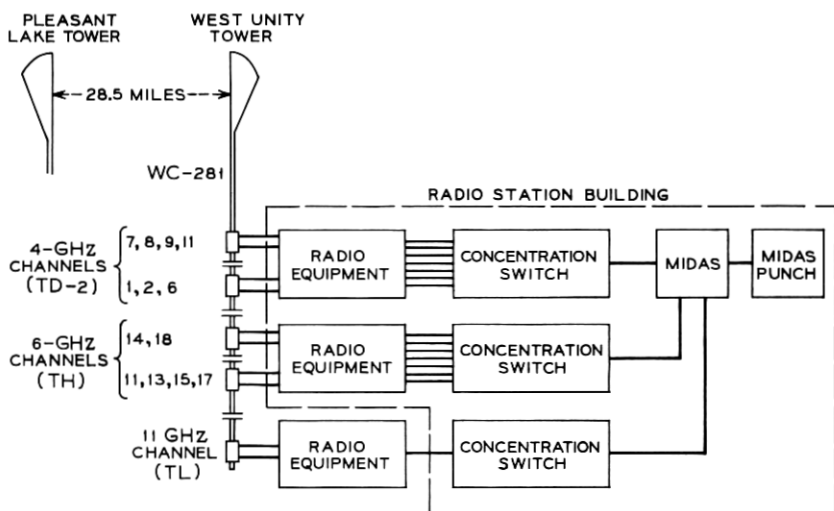 PLEASANT
LAKE TOWER
WEST UNITY
TOWER
28.5 MILES
WC-281
RADIO STATION BUILDING
4-GHz
CHANNELS
(TD-2)
7, 8, 9, 11
1, 2, 6
RADIO
EQUIPMENT
CONCENTRATION
SWITCH
MIDAS
MIDAS
PUNCH
6-GHz
CHANNELS
(TH)
14, 18
11, 13, 15, 17
RADIO
EQUIPMENT
CONCENTRATION
SWITCH
11 GHz
CHANNEL
(TL)
RADIO
EQUIPMENT
CONCENTRATION
SWITCH